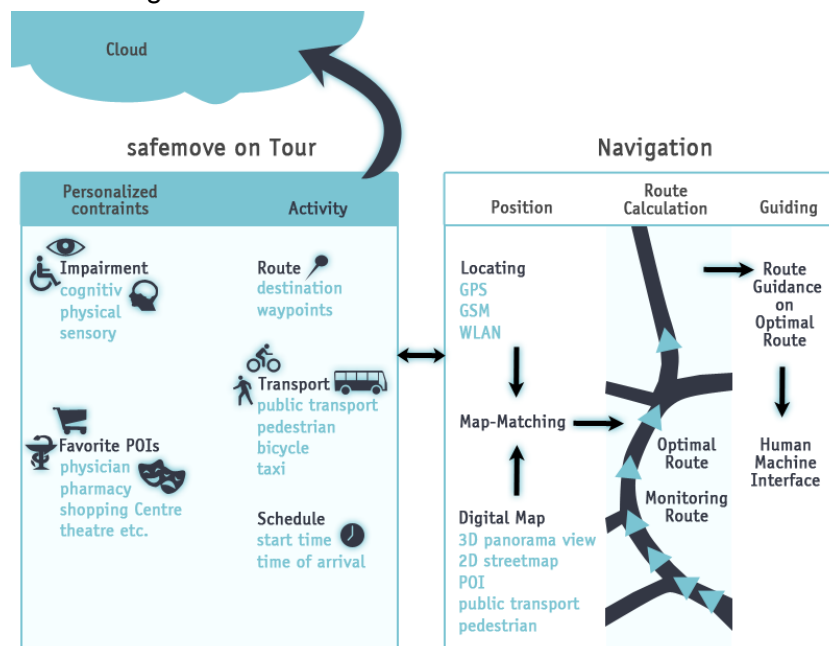 Cloud
safemove on Tour
Personalized
contraints
Activity
Impairment
cognitiv
physical
sensory
Favorite POIs
physician
pharmacy
shopping Centre
theatre etc.
Route
destination
waypoints
Transport
public transport
pedestrian
bicycle
taxi
Schedule
start time
time of arrival
Navigation
Position
Route
Calculation
Guiding
Locating
GPS
GSM
WLAN
Map-Matching
Digital Map
3D panorama view
2D streetmap
POI
public transport
pedestrian
Optimal
Route
Monitoring
Route
Route
Guidance
on
Optimal
Route
Human
Machine
Interface